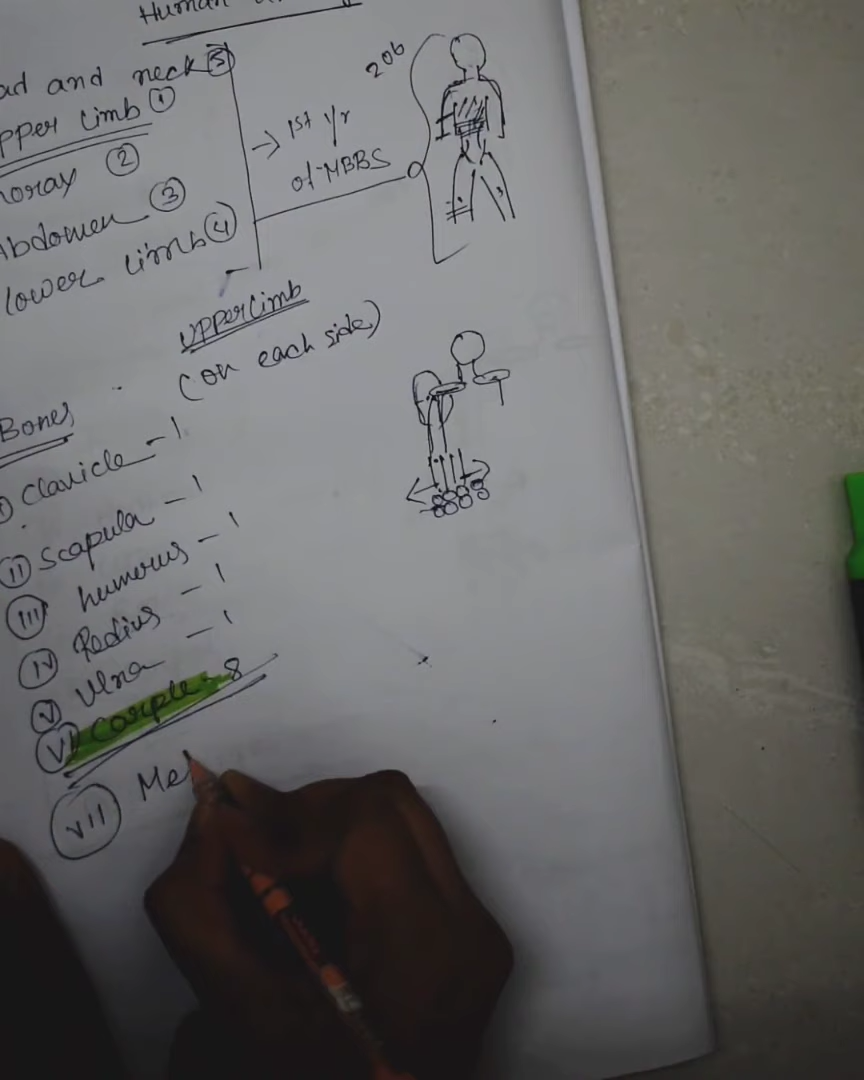 Human
ad and neck ⑤
pper limb ①
horax ②
Abdomen ③
lower limb ④
→ 1st yr
of MBBS
206
Upper limb
(on each side)
Bones
Clavicle - 1
II Scapula - 1
III humerus - 1
IV Radius - 1
V Ulna - 1
VI Carple - 8
VII Me